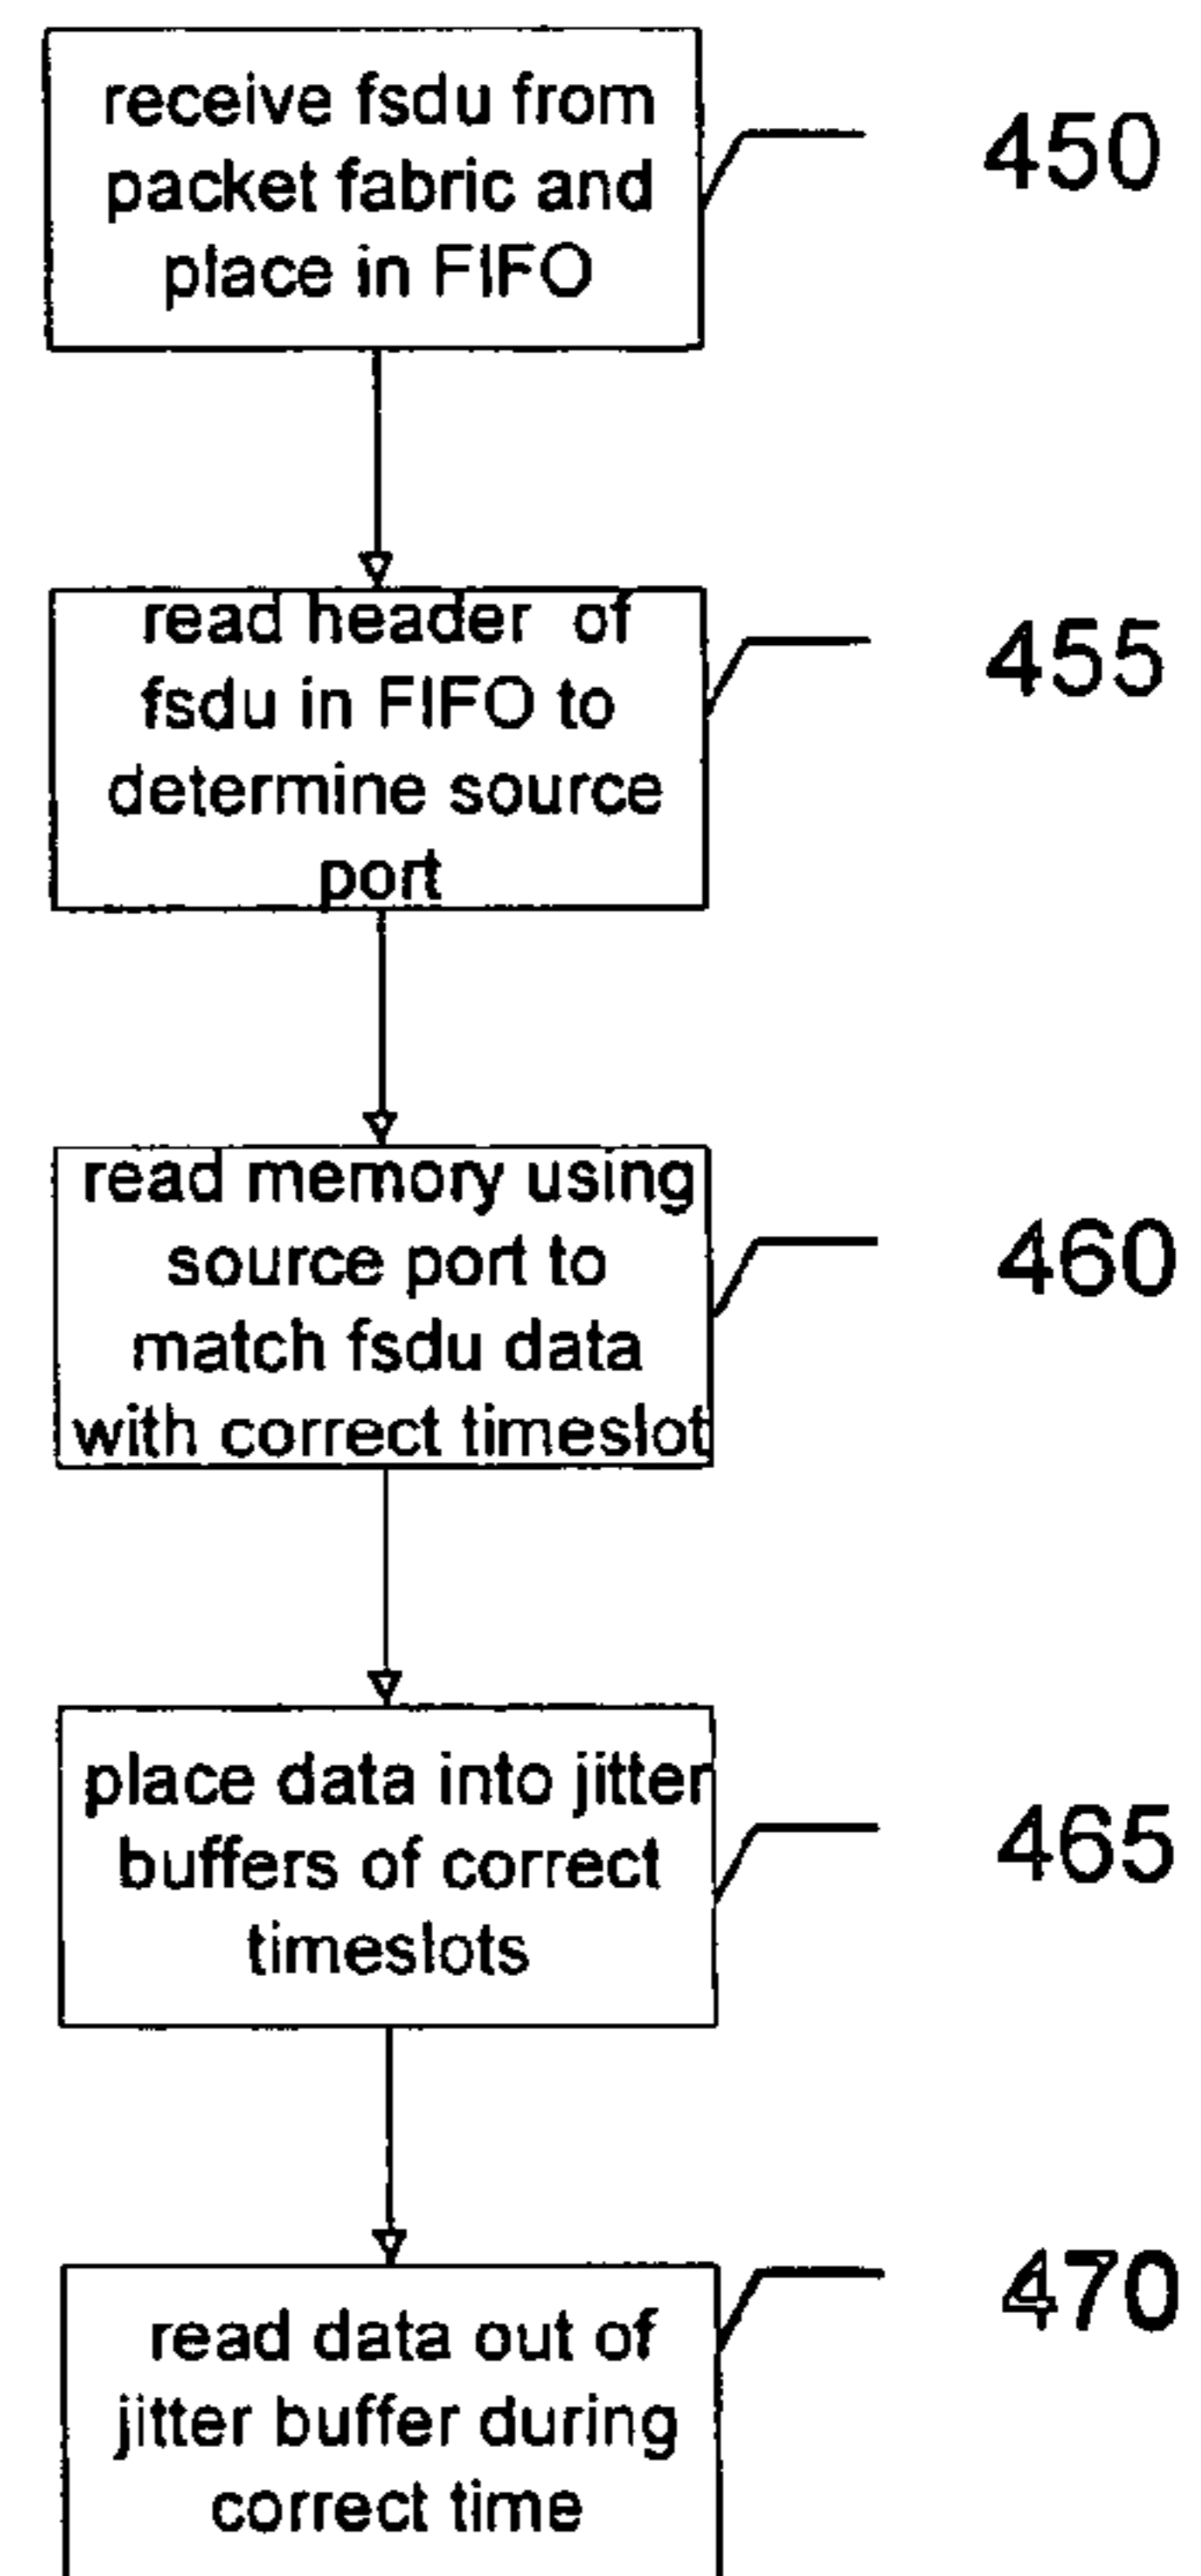 receive fsdu from
packet fabric and
place in FIFO
450
read header of
fsdu in FIFO to
determine source
port
455
read memory using
source port to
match fsdu data
with correct timeslot
460
place data into jitter
buffers of correct
timeslots
465
read data out of
jitter buffer during
correct time
470